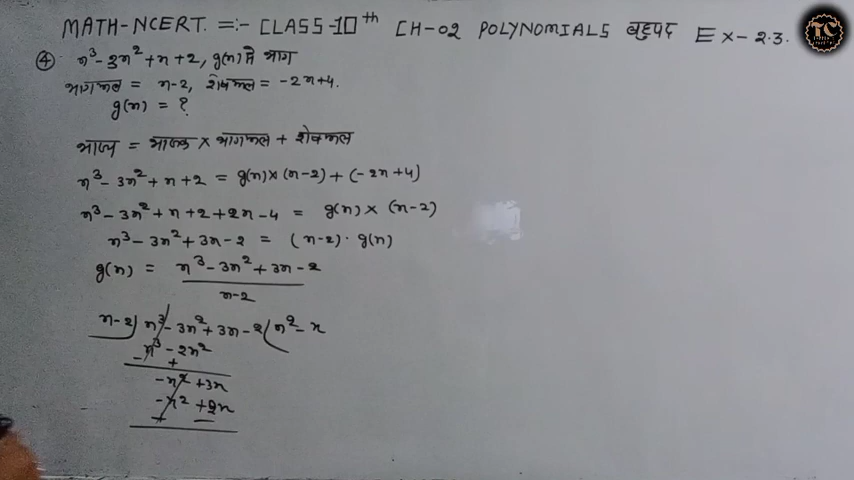 MATH-NCERT. =:- CLASS-10th CH-02 POLYNOMIALS बहुपद Ex-2.3.
④ x³-3x²+x+2, g(x) से भाग
भागफल = x-2, शेषफल = -2x+4.
g(x) = ?
भाज्य = भाजक × भागफल + शेषफल
x³-3x²+x+2 = g(x)×(x-2)+(-2x+4)
x³-3x²+x+2+2x-4 = g(x)×(x-2)
x³-3x²+3x-2 = (x-2)·g(x)
g(x) = x³-3x²+3x-2
x-2
x-2) x³-3x²+3x-2 (x²-x
x³-2x²
- +
-x²+3x
-x²+2x
+ -